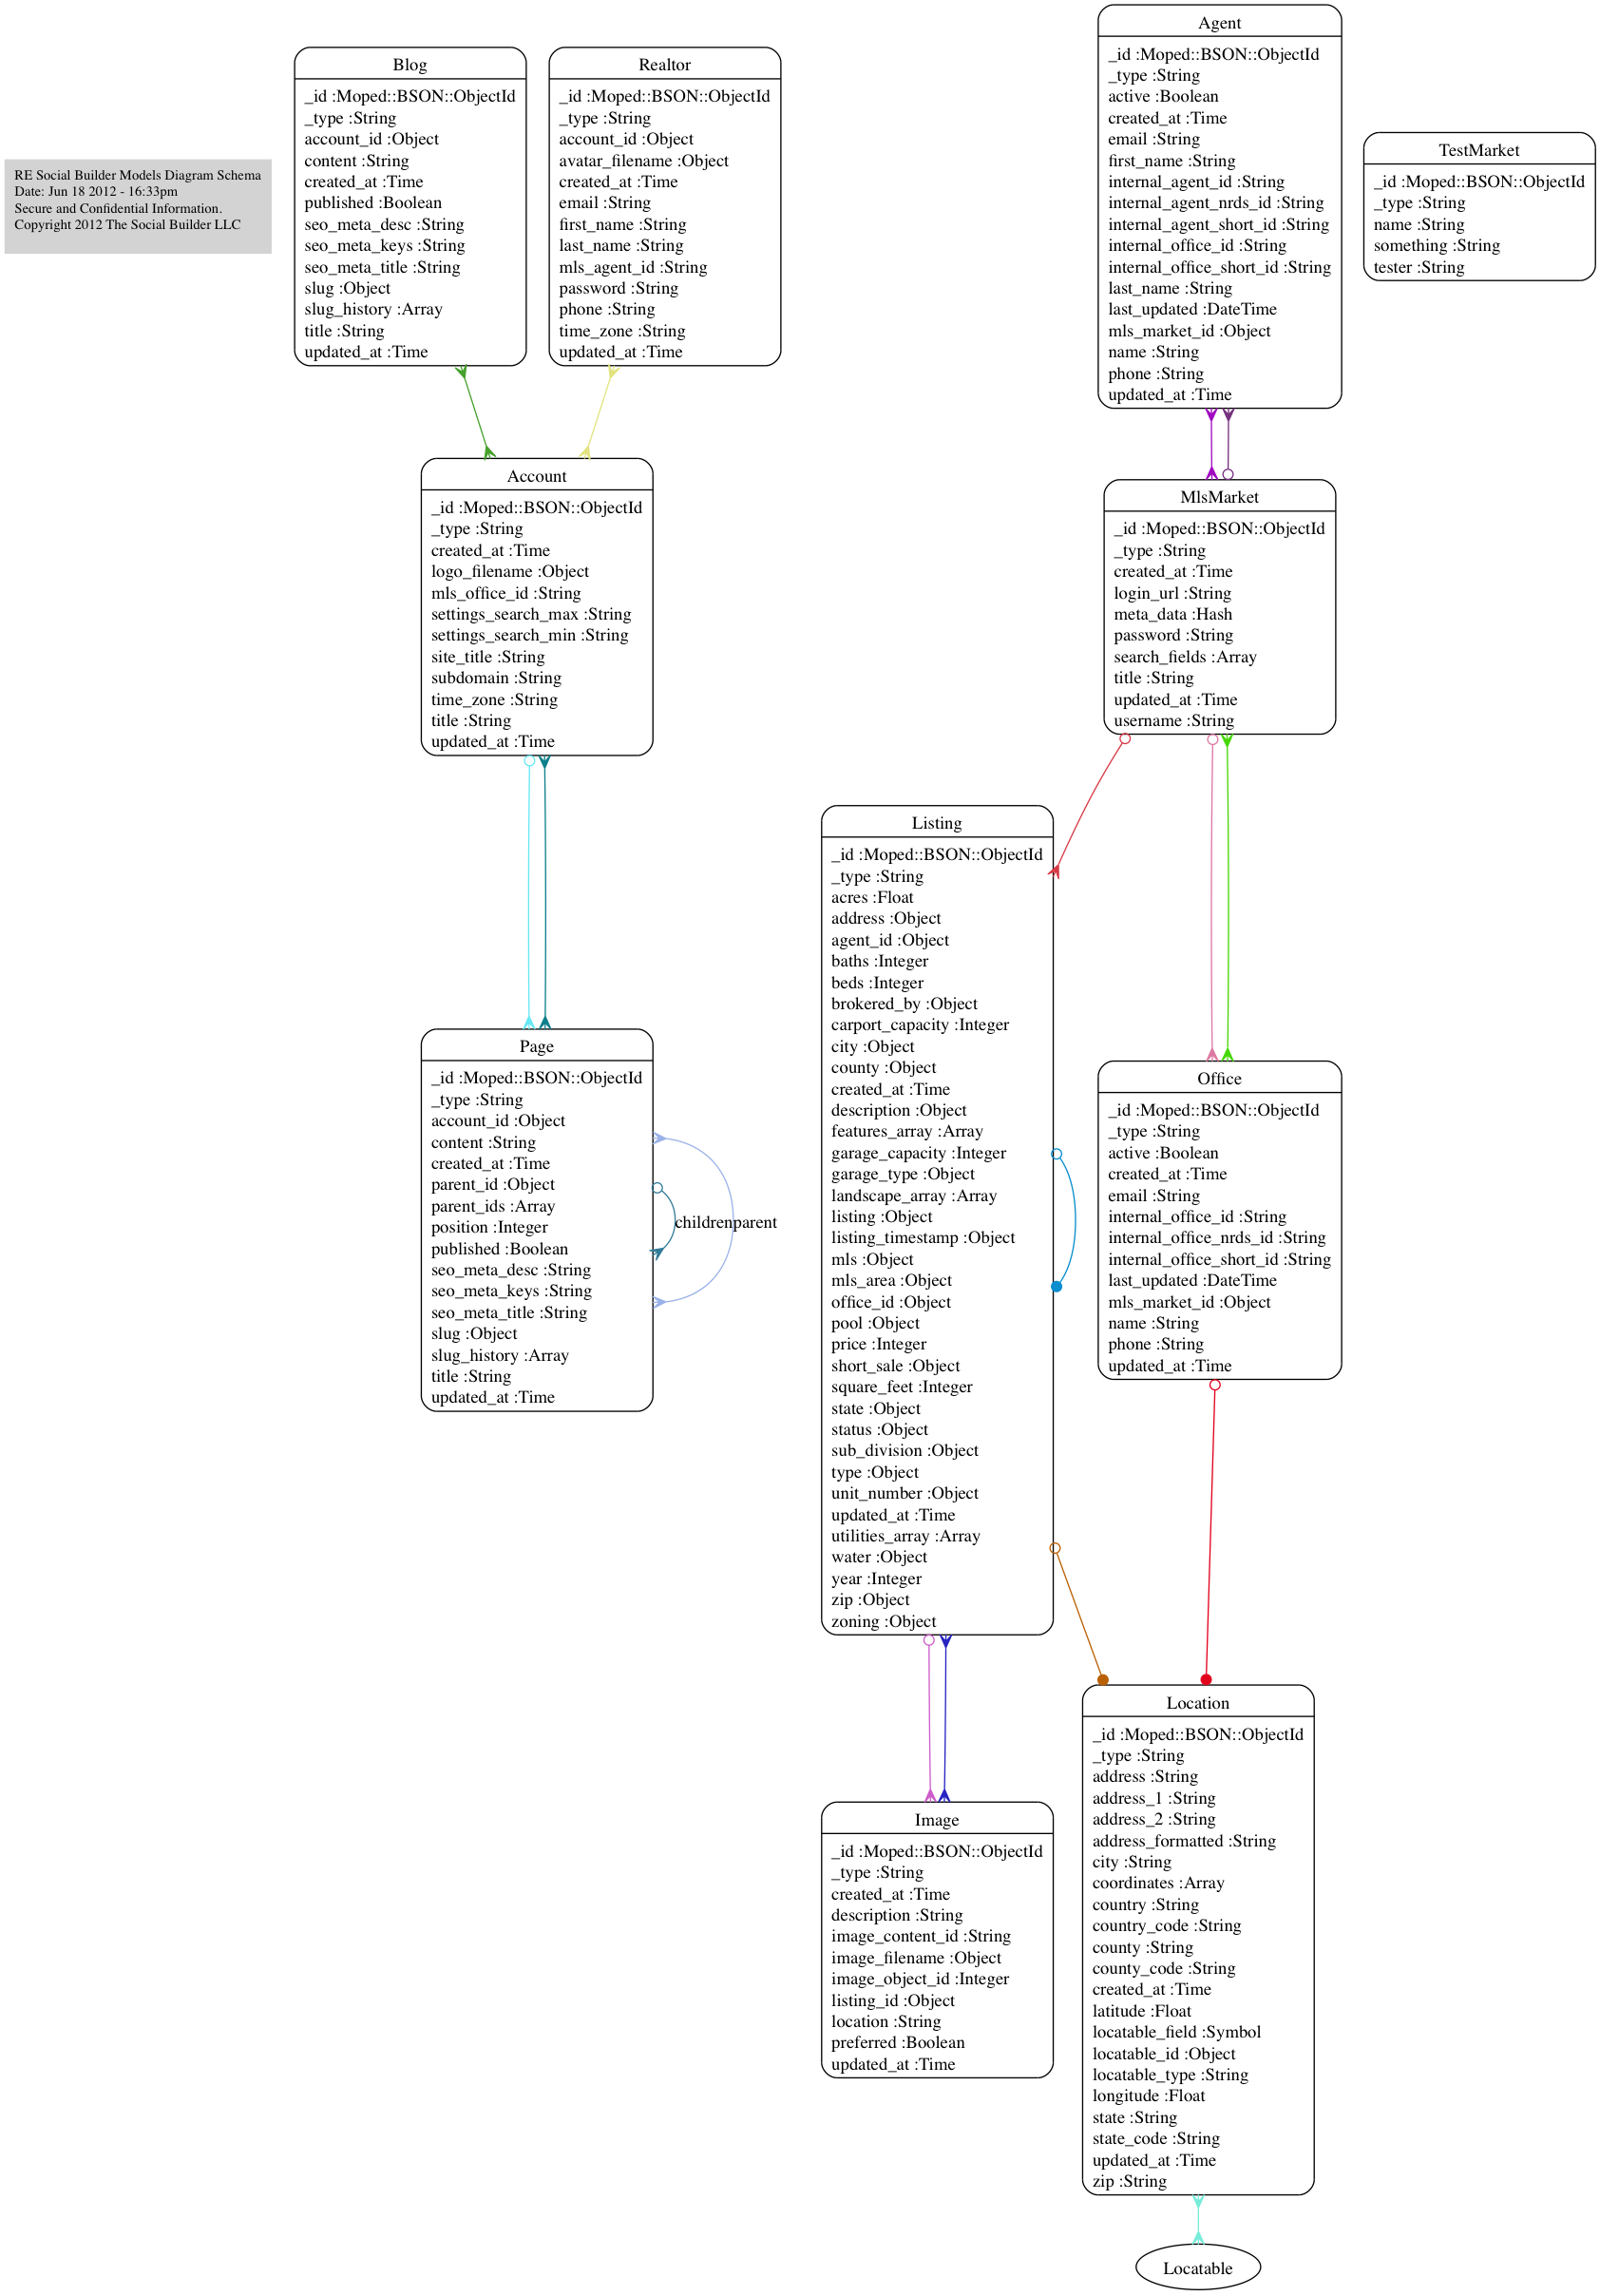 RE Social Builder Models Diagram Schema
Date: Jun 18 2012 - 16:33pm
Secure and Confidential Information.
Copyright 2012 The Social Builder LLC
Blog
_id :Moped::BSON::ObjectId
_type :String
account_id :Object
content :String
created_at :Time
published :Boolean
seo_meta_desc :String
seo_meta_keys :String
seo_meta_title :String
slug :Object
slug_history :Array
title :String
updated_at :Time
Realtor
_id :Moped::BSON::ObjectId
_type :String
account_id :Object
avatar_filename :Object
created_at :Time
email :String
first_name :String
last_name :String
mls_agent_id :String
password :String
phone :String
time_zone :String
updated_at :Time
Agent
_id :Moped::BSON::ObjectId
_type :String
active :Boolean
created_at :Time
email :String
first_name :String
internal_agent_id :String
internal_agent_nrds_id :String
internal_agent_short_id :String
internal_office_id :String
internal_office_short_id :String
last_name :String
last_updated :DateTime
mls_market_id :Object
name :String
phone :String
updated_at :Time
TestMarket
_id :Moped::BSON::ObjectId
_type :String
name :String
something :String
tester :String
Account
_id :Moped::BSON::ObjectId
_type :String
created_at :Time
logo_filename :Object
mls_office_id :String
settings_search_max :String
settings_search_min :String
site_title :String
subdomain :String
time_zone :String
title :String
updated_at :Time
MlsMarket
_id :Moped::BSON::ObjectId
_type :String
created_at :Time
login_url :String
meta_data :Hash
password :String
search_fields :Array
title :String
updated_at :Time
username :String
Listing
_id :Moped::BSON::ObjectId
_type :String
acres :Float
address :Object
agent_id :Object
baths :Integer
beds :Integer
brokered_by :Object
carport_capacity :Integer
city :Object
county :Object
created_at :Time
description :Object
features_array :Array
garage_capacity :Integer
garage_type :Object
landscape_array :Array
listing :Object
listing_timestamp :Object
mls :Object
mls_area :Object
office_id :Object
pool :Object
price :Integer
short_sale :Object
square_feet :Integer
state :Object
status :Object
sub_division :Object
type :Object
unit_number :Object
updated_at :Time
utilities_array :Array
water :Object
year :Integer
zip :Object
zoning :Object
Page
_id :Moped::BSON::ObjectId
_type :String
account_id :Object
content :String
created_at :Time
parent_id :Object
parent_ids :Array
position :Integer
published :Boolean
seo_meta_desc :String
seo_meta_keys :String
seo_meta_title :String
slug :Object
slug_history :Array
title :String
updated_at :Time
childrenparent
Office
_id :Moped::BSON::ObjectId
_type :String
active :Boolean
created_at :Time
email :String
internal_office_id :String
internal_office_nrds_id :String
internal_office_short_id :String
last_updated :DateTime
mls_market_id :Object
name :String
phone :String
updated_at :Time
Image
_id :Moped::BSON::ObjectId
_type :String
created_at :Time
description :String
image_content_id :String
image_filename :Object
image_object_id :Integer
listing_id :Object
location :String
preferred :Boolean
updated_at :Time
Location
_id :Moped::BSON::ObjectId
_type :String
address :String
address_1 :String
address_2 :String
address_formatted :String
city :String
coordinates :Array
country :String
country_code :String
county :String
county_code :String
created_at :Time
latitude :Float
locatable_field :Symbol
locatable_id :Object
locatable_type :String
longitude :Float
state :String
state_code :String
updated_at :Time
zip :String
Locatable